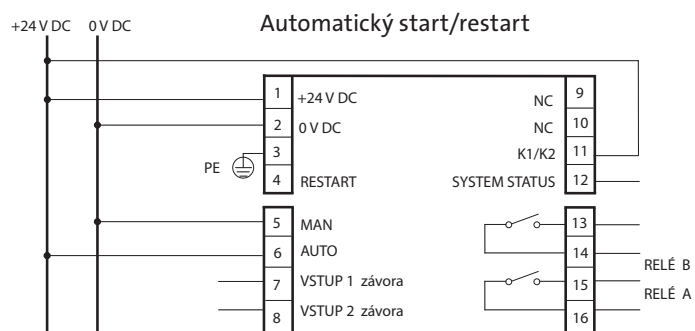 Automatický start/restart
+24 V DC 0 V DC
1 +24 V DC NC 9
2 0 V DC NC 10
PE 3 K1/K2 11
4 RESTART SYSTEM STATUS 12
5 MAN 13
6 AUTO 14
RELÉ B
7 VSTUP 1 závora 15
RELÉ A
8 VSTUP 2 závora 16